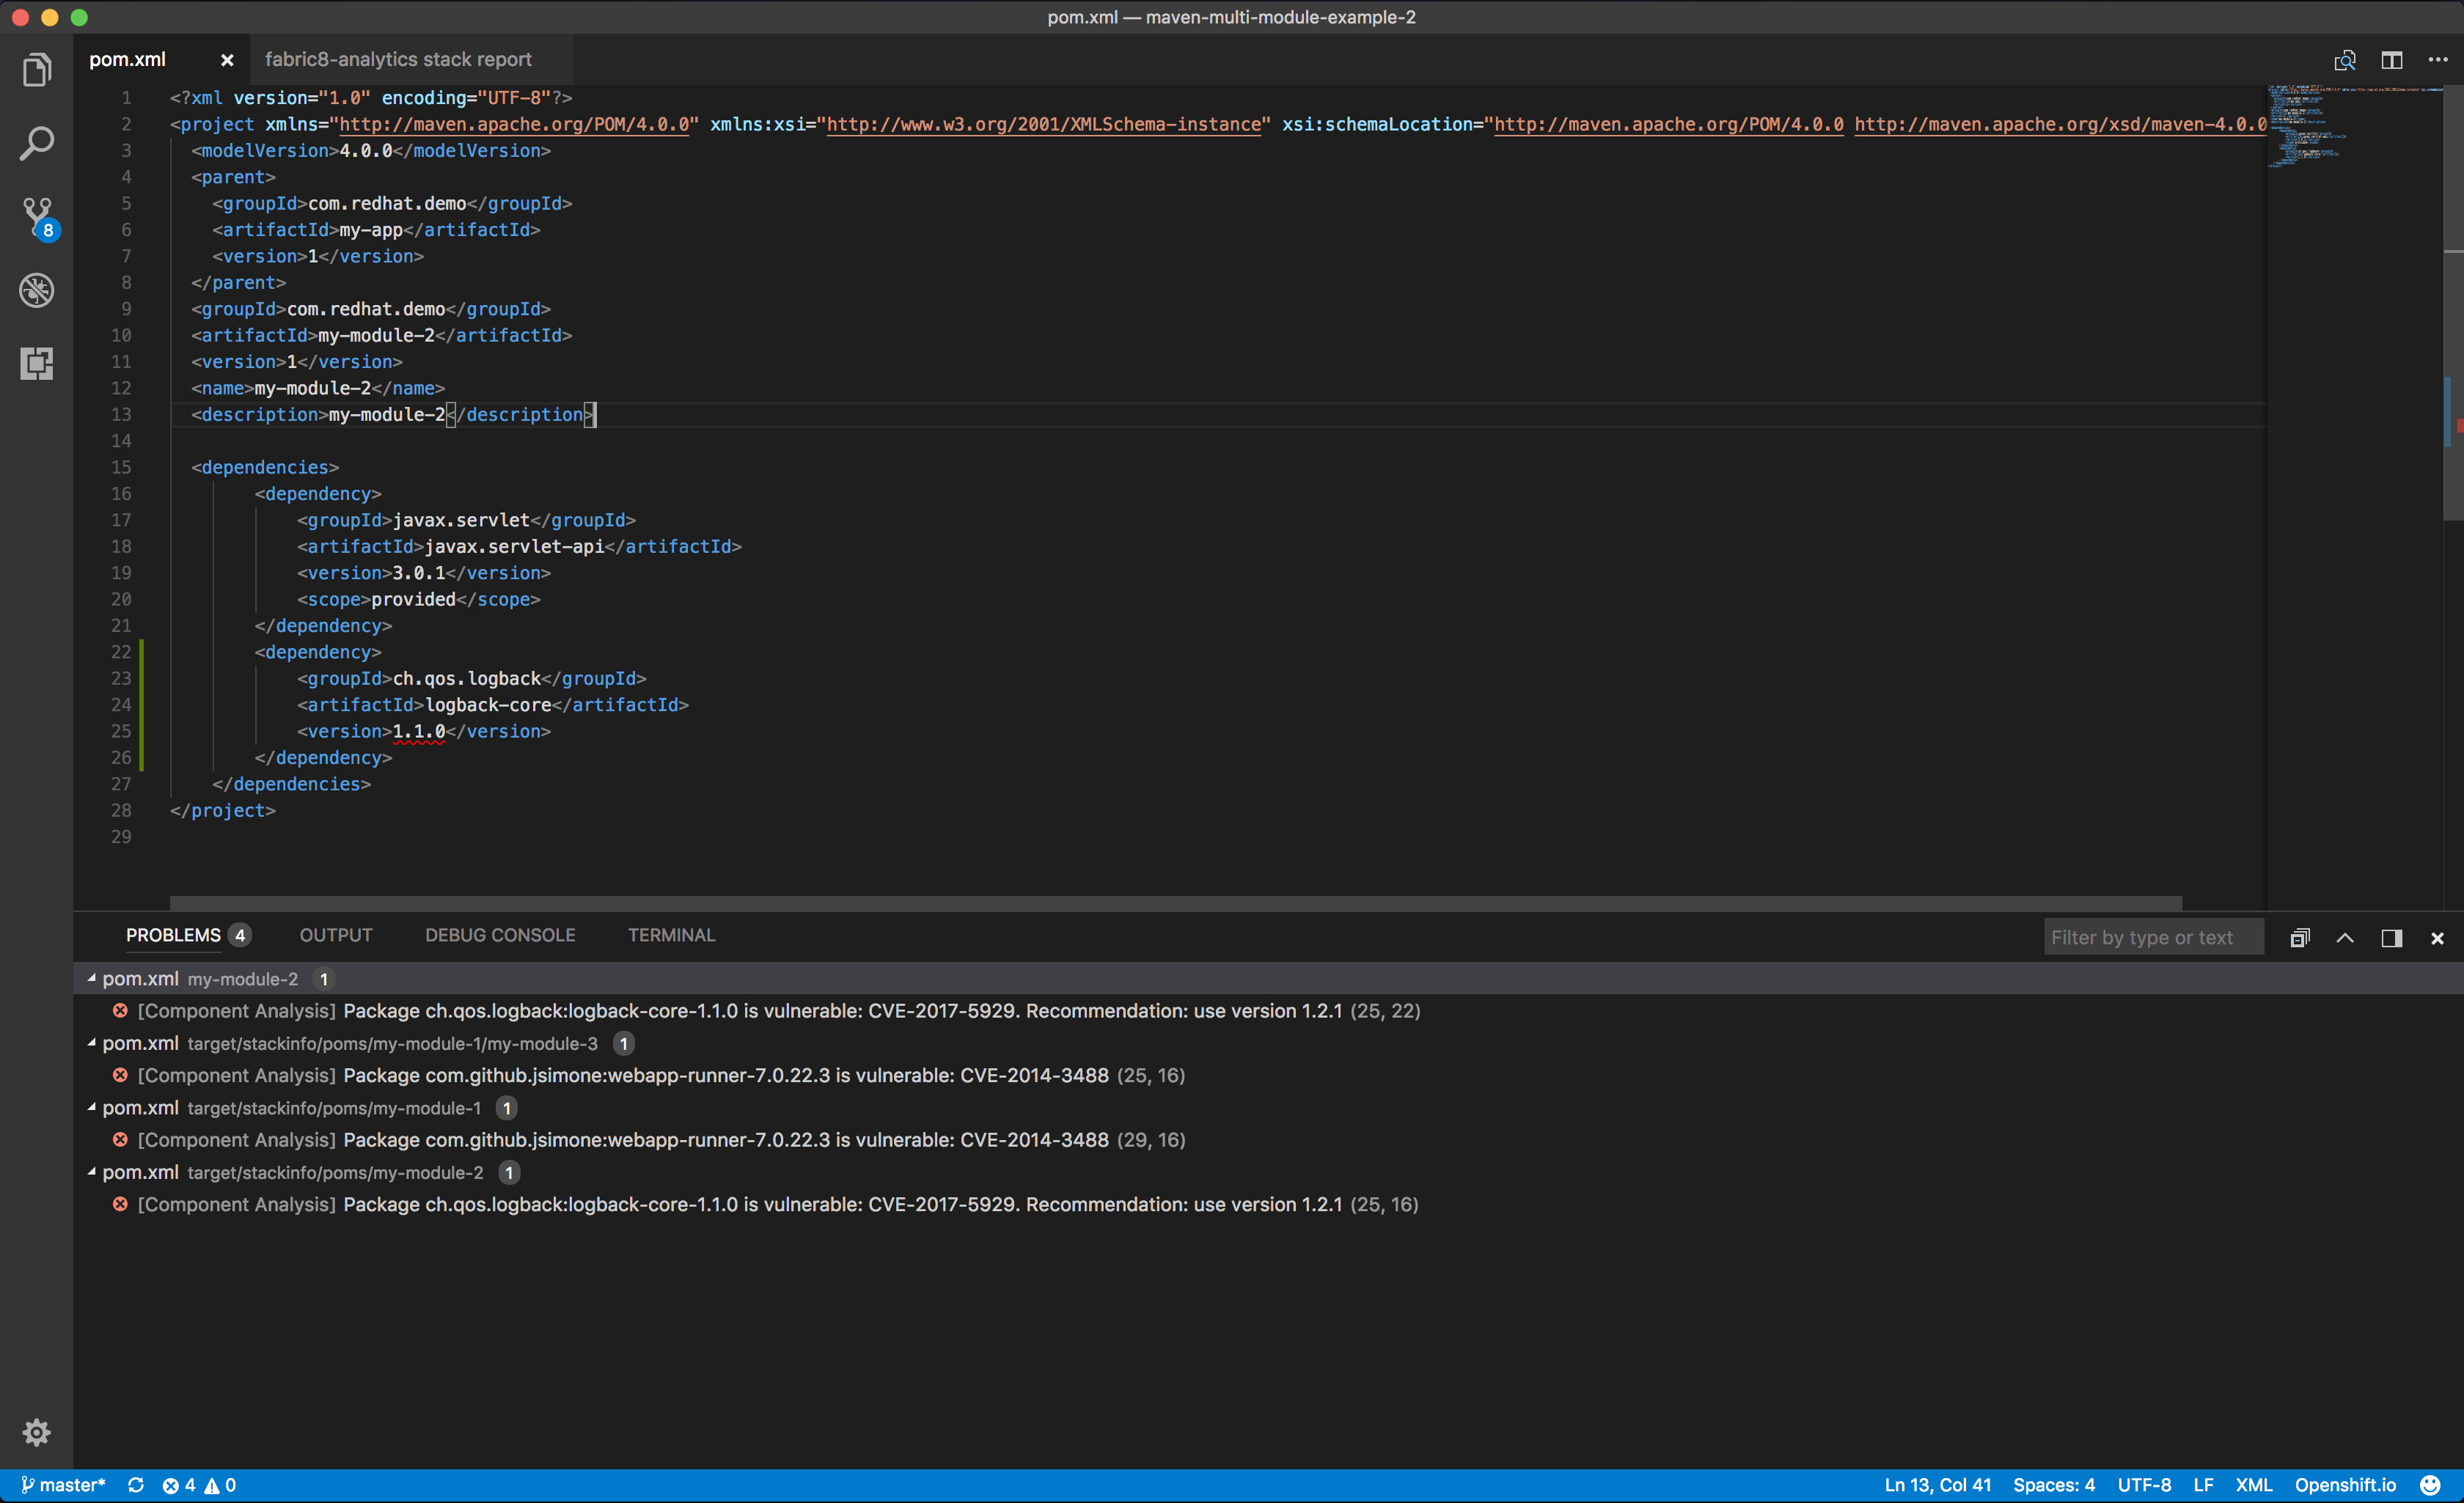 pom.xml — maven-multi-module-example-2
pom.xml fabric8-analytics stack report
8
1 <?xml version="1.0" encoding="UTF-8"?>
2 <project xmlns="http://maven.apache.org/POM/4.0.0" xmlns:xsi="http://www.w3.org/2001/XMLSchema-instance" xsi:schemaLocation="http://maven.apache.org/POM/4.0.0 http://maven.apache.org/xsd/maven-4.0.0
3 <modelVersion>4.0.0</modelVersion>
4 <parent>
5 <groupId>com.redhat.demo</groupId>
6 <artifactId>my-app</artifactId>
7 <version>1</version>
8 </parent>
9 <groupId>com.redhat.demo</groupId>
10 <artifactId>my-module-2</artifactId>
11 <version>1</version>
12 <name>my-module-2</name>
13 <description>my-module-2</description>
14
15 <dependencies>
16 <dependency>
17 <groupId>javax.servlet</groupId>
18 <artifactId>javax.servlet-api</artifactId>
19 <version>3.0.1</version>
20 <scope>provided</scope>
21 </dependency>
22 <dependency>
23 <groupId>ch.qos.logback</groupId>
24 <artifactId>logback-core</artifactId>
25 <version>1.1.0</version>
26 </dependency>
27 </dependencies>
28 </project>
29
PROBLEMS 4 OUTPUT DEBUG CONSOLE TERMINAL Filter by type or text
pom.xml my-module-2 1
[Component Analysis] Package ch.qos.logback:logback-core-1.1.0 is vulnerable: CVE-2017-5929. Recommendation: use version 1.2.1 (25, 22)
pom.xml target/stackinfo/poms/my-module-1/my-module-3 1
[Component Analysis] Package com.github.jsimone:webapp-runner-7.0.22.3 is vulnerable: CVE-2014-3488 (25, 16)
pom.xml target/stackinfo/poms/my-module-1 1
[Component Analysis] Package com.github.jsimone:webapp-runner-7.0.22.3 is vulnerable: CVE-2014-3488 (29, 16)
pom.xml target/stackinfo/poms/my-module-2 1
[Component Analysis] Package ch.qos.logback:logback-core-1.1.0 is vulnerable: CVE-2017-5929. Recommendation: use version 1.2.1 (25, 16)
master* 4 0 Ln 13, Col 41 Spaces: 4 UTF-8 LF XML Openshift.io